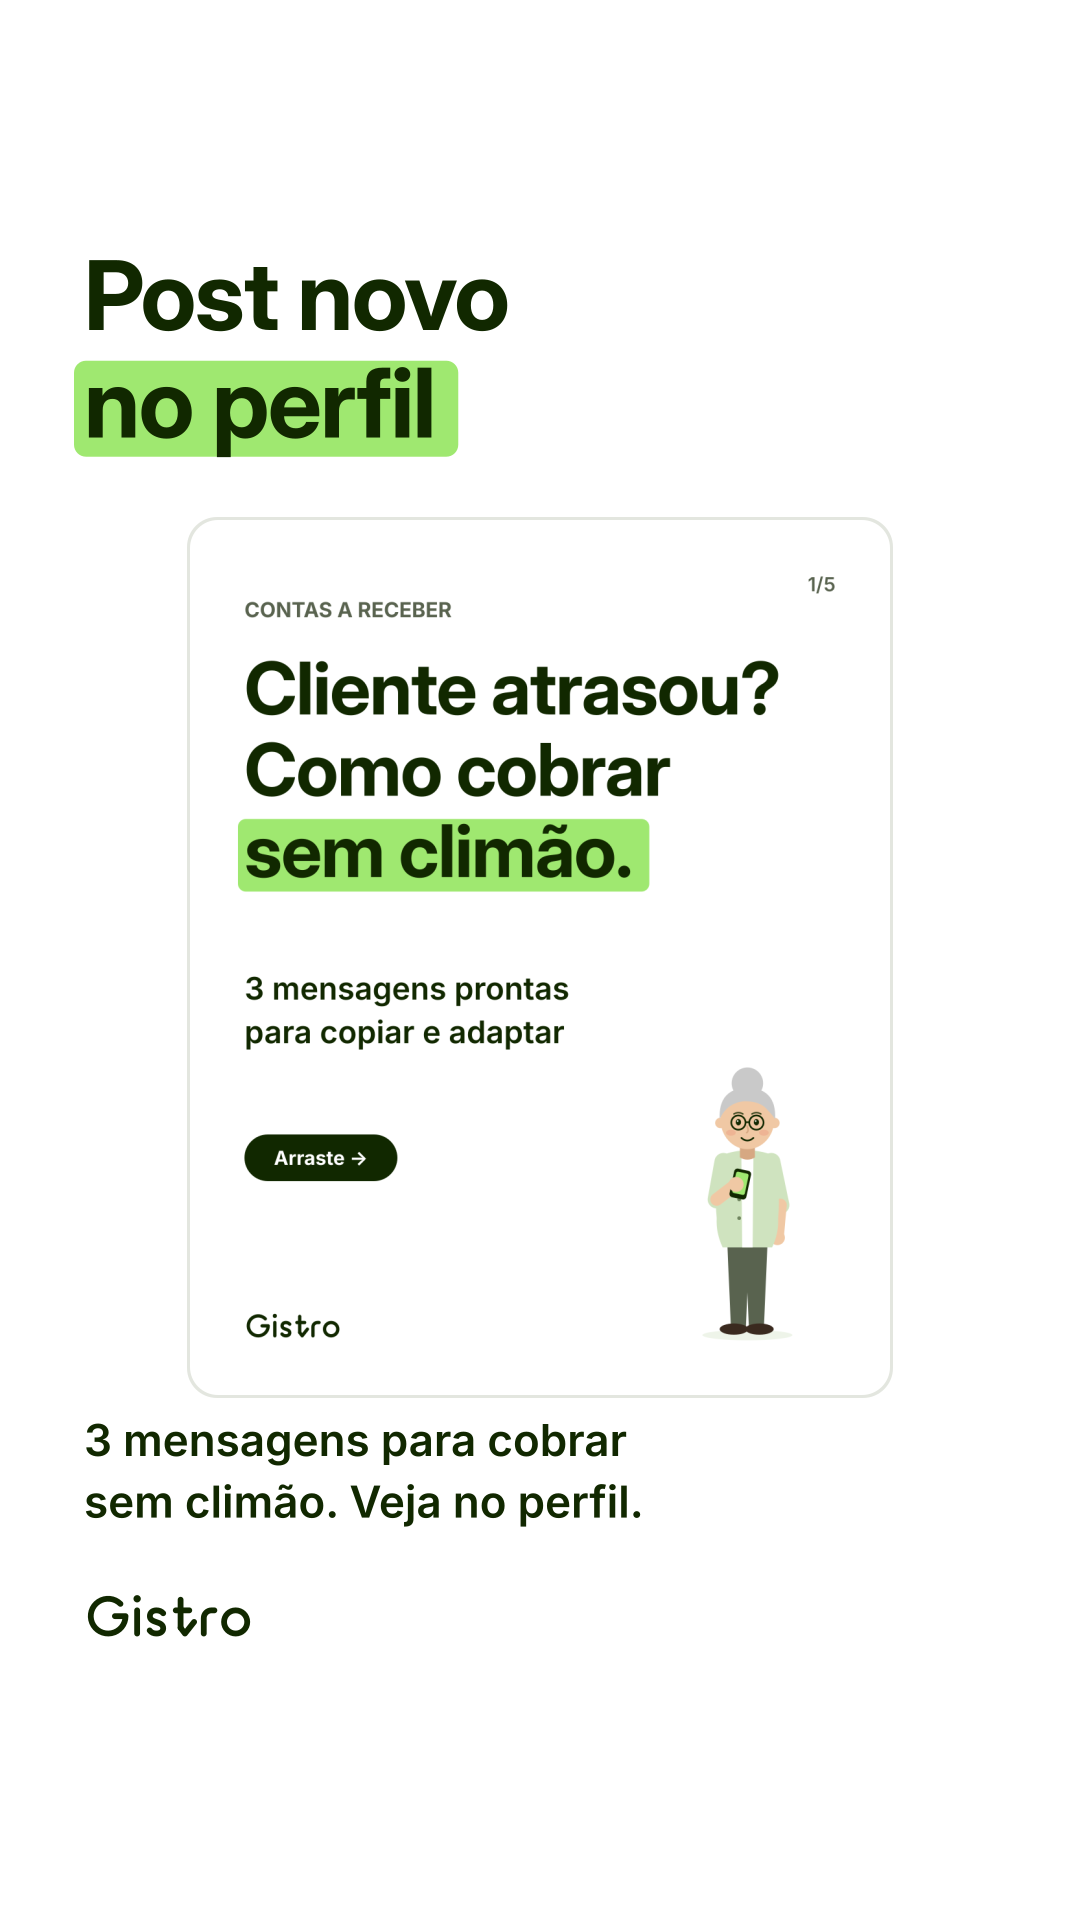 Post novo
no perfil
1/5
CONTAS A RECEBER
Cliente atrasou?
Como cobrar
sem climão.
3 mensagens prontas
para copiar e adaptar
Arraste →
Gistro
3 mensagens para cobrar
sem climão. Veja no perfil.
Gistro